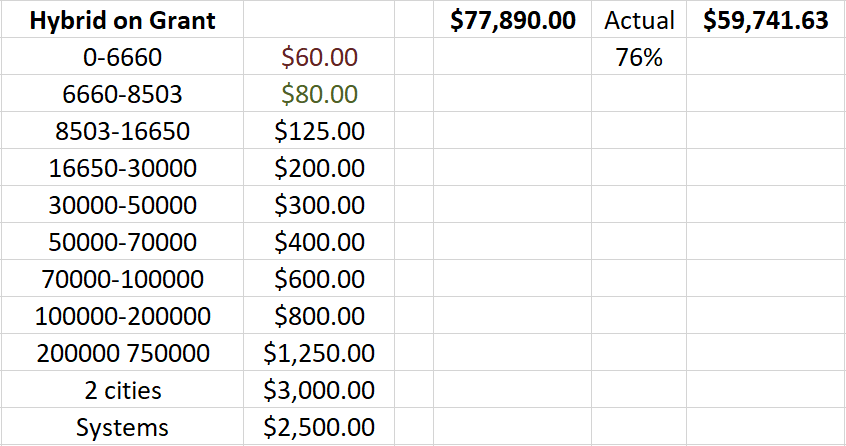 Hybrid on Grant $77,890.00 Actual $59,741.63
0-6660 $60.00 76%
6660-8503 $80.00
8503-16650 $125.00
16650-30000 $200.00
30000-50000 $300.00
50000-70000 $400.00
70000-100000 $600.00
100000-200000 $800.00
200000 750000 $1,250.00
2 cities $3,000.00
Systems $2,500.00